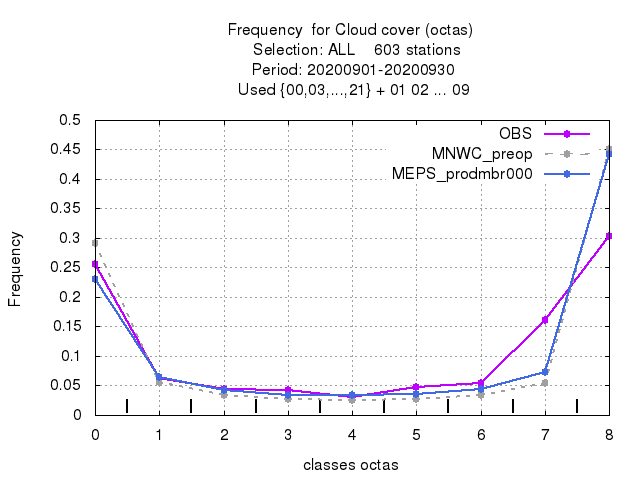 Frequency  for Cloud cover (octas)
Selection: ALL    603 stations
Period: 20200901-20200930
Used {00,03,...,21} + 01 02 ... 09
OBS
MNWC_preop
MEPS_prodmbr000
0.5
0.45
0.4
0.35
0.3
0.25
0.2
0.15
0.1
0.05
0
Frequency
0 1 2 3 4 5 6 7 8
classes octas